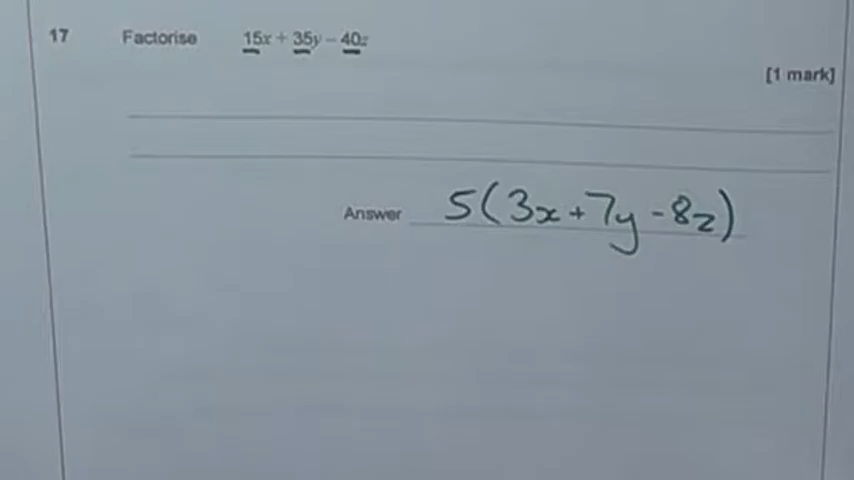 17 Factorise 15x + 35y – 40z
[1 mark]
Answer 5(3x+7y-8z)